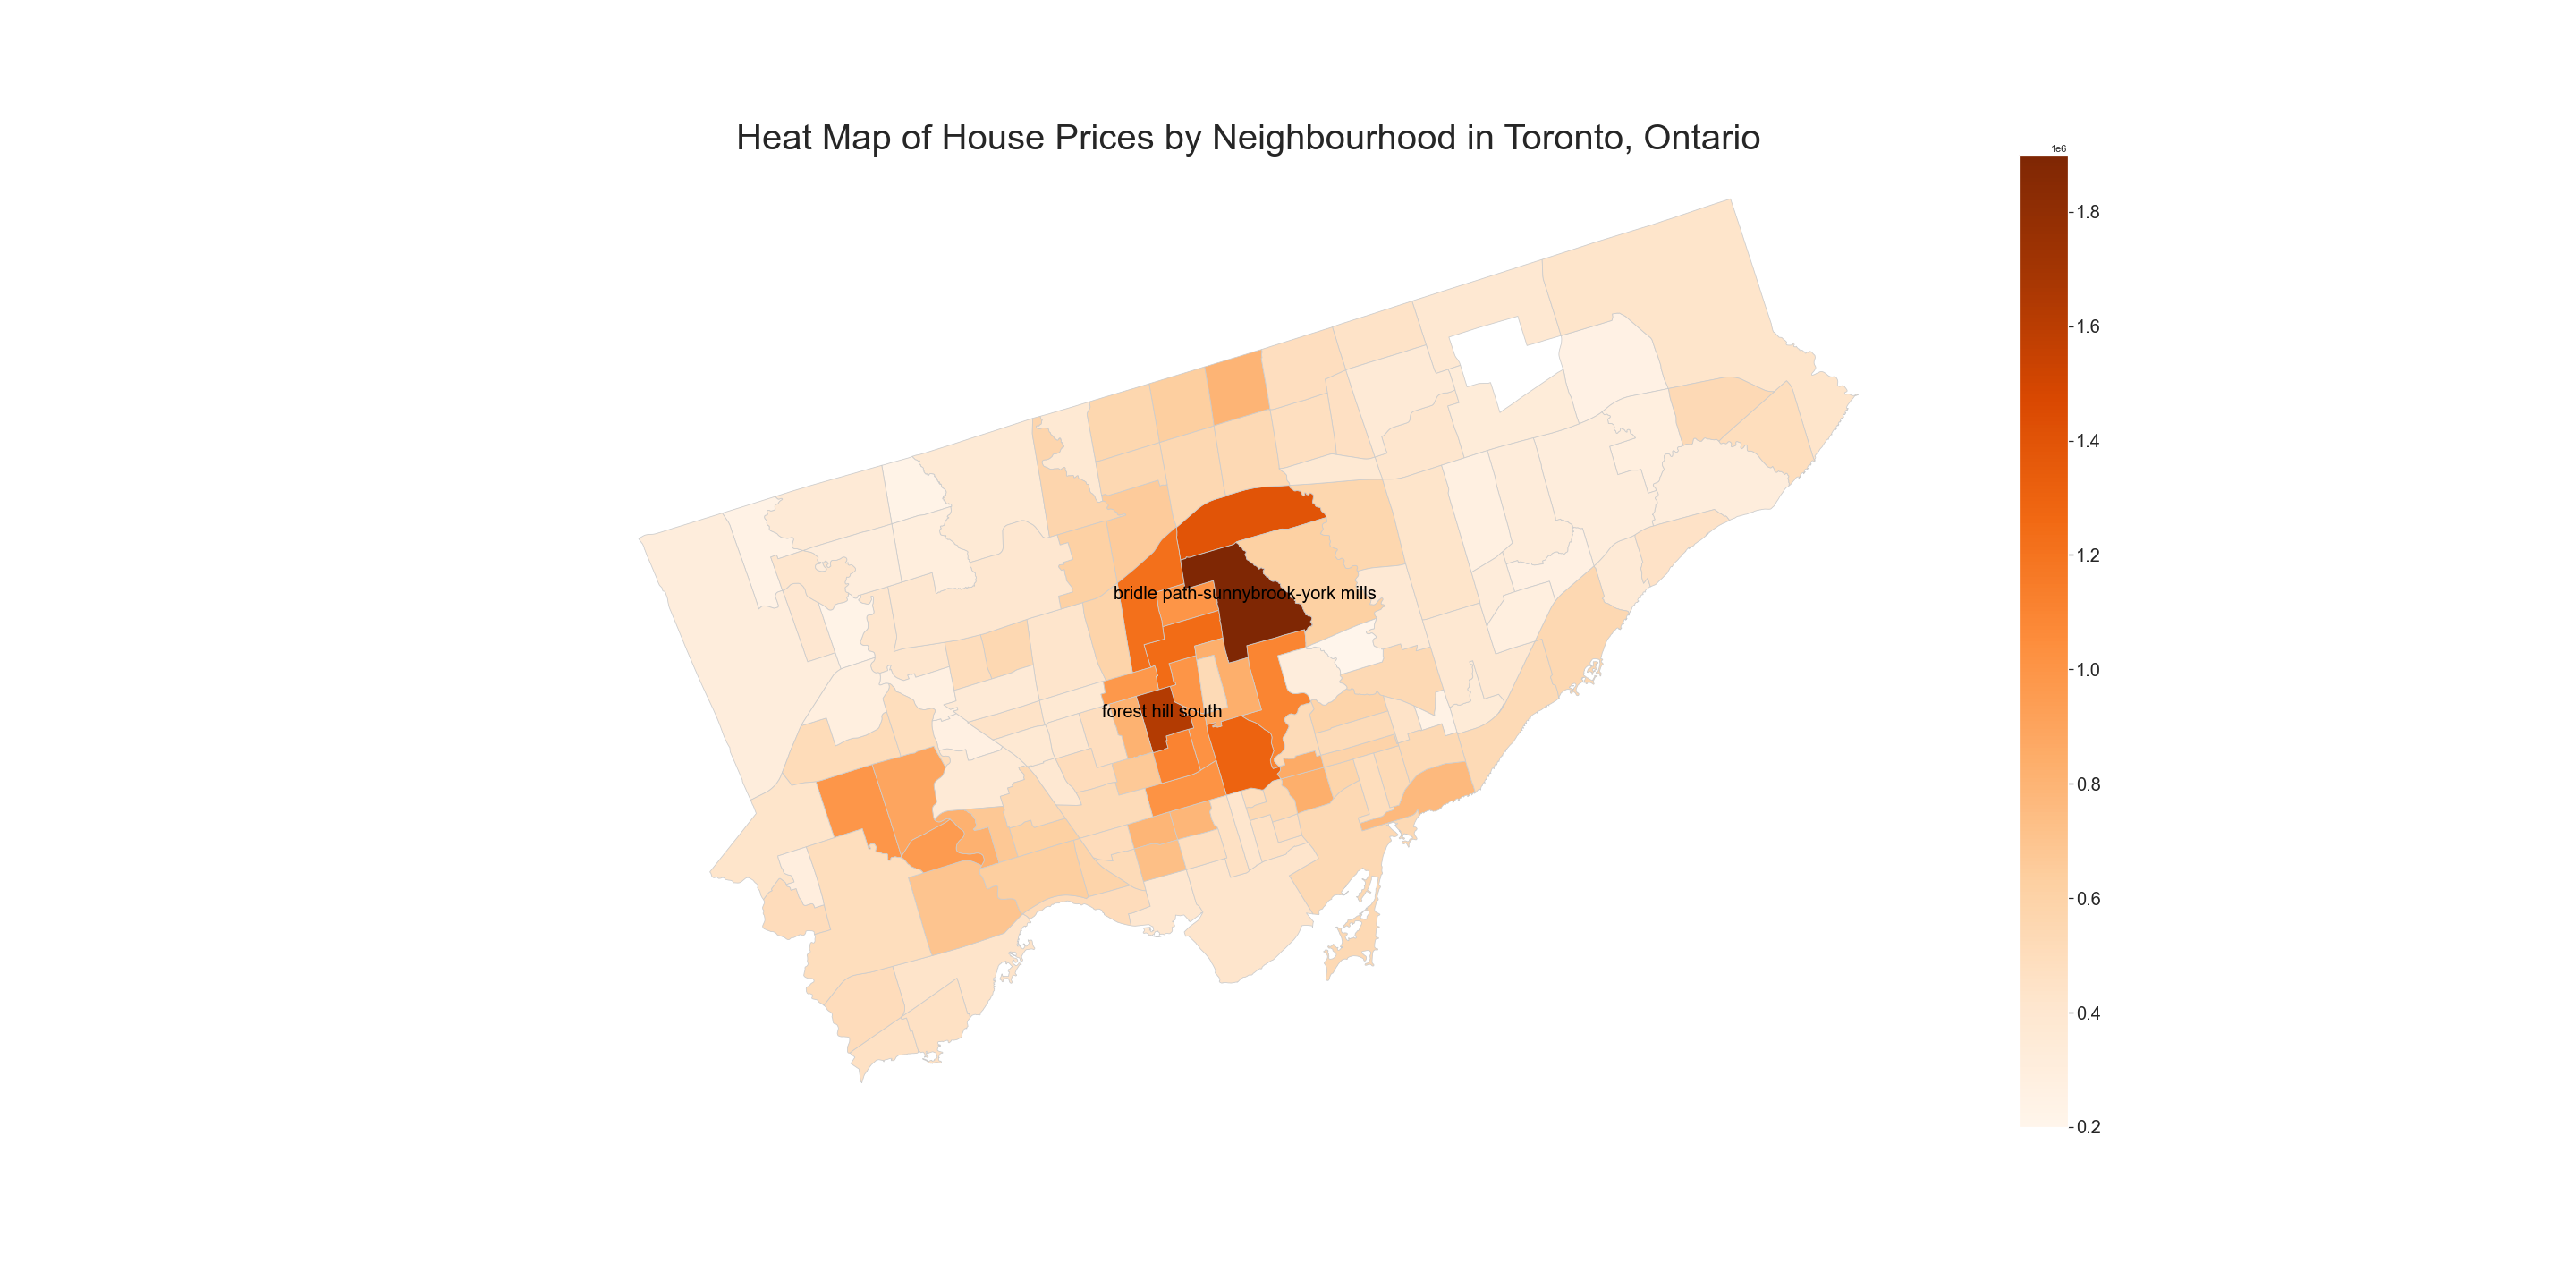 Heat Map of House Prices by Neighbourhood in Toronto, Ontario
1e6
1.8
1.6
1.4
1.2
bridle path-sunnybrook-york mills
1.0
forest hill south
0.8
0.6
0.4
0.2